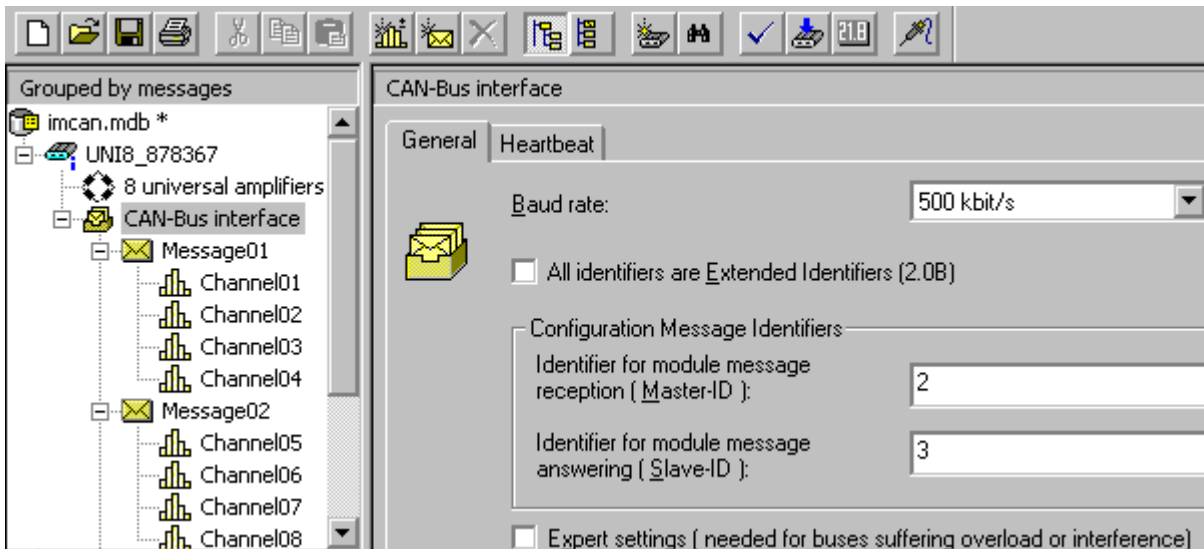 21.8
Grouped by messages
imcan.mdb *
UNI8_878367
8 universal amplifiers
CAN-Bus interface
Message01
Channel01
Channel02
Channel03
Channel04
Message02
Channel05
Channel06
Channel07
Channel08
CAN-Bus interface
General
Heartbeat
Baud rate:
500 kbit/s
All identifiers are Extended Identifiers (2.0B)
Configuration Message Identifiers
Identifier for module message
reception ( Master-ID ):
2
Identifier for module message
answering ( Slave-ID ):
3
Expert settings ( needed for buses suffering overload or interference)